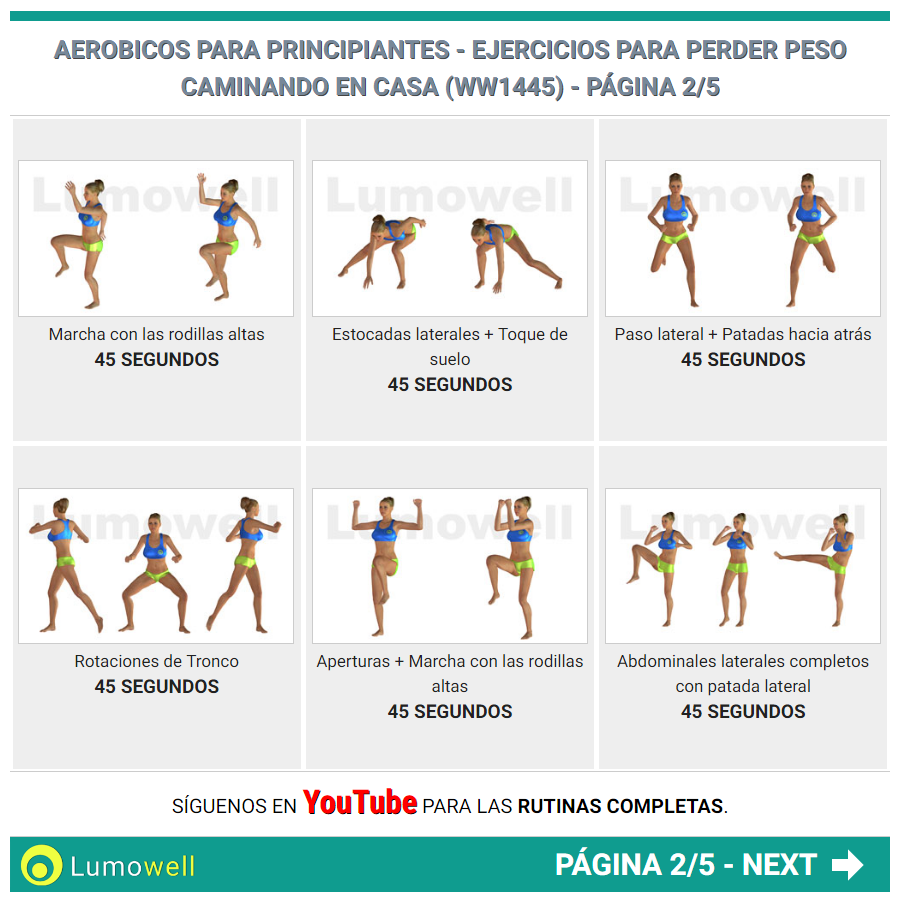 AEROBICOS PARA PRINCIPIANTES - EJERCICIOS PARA PERDER PESO
CAMINANDO EN CASA (WW1445) - PÁGINA 2/5
Lumowell
Lumowell
Lumowell
Marcha con las rodillas altas
45 SEGUNDOS
Estocadas laterales + Toque de
suelo
45 SEGUNDOS
Paso lateral + Patadas hacia atrás
45 SEGUNDOS
Lumowell
Lumowell
Lumowell
Rotaciones de Tronco
45 SEGUNDOS
Aperturas + Marcha con las rodillas
altas
45 SEGUNDOS
Abdominales laterales completos
con patada lateral
45 SEGUNDOS
SÍGUENOS EN YouTube PARA LAS RUTINAS COMPLETAS.
Lumowell
PÁGINA 2/5 - NEXT